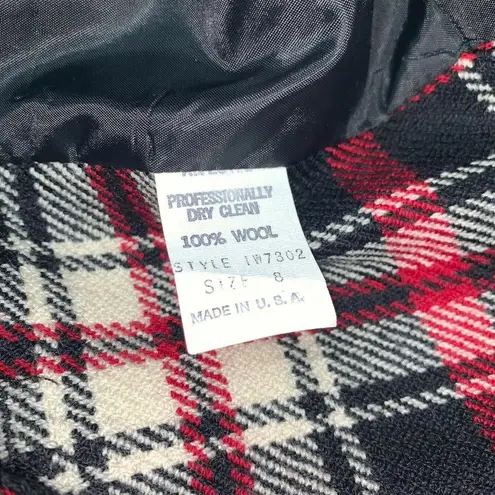 PROFESSIONALLY
DRY CLEAN
100% WOOL
STYLE IW7302
SIZE 8
MADE IN U.S.A.